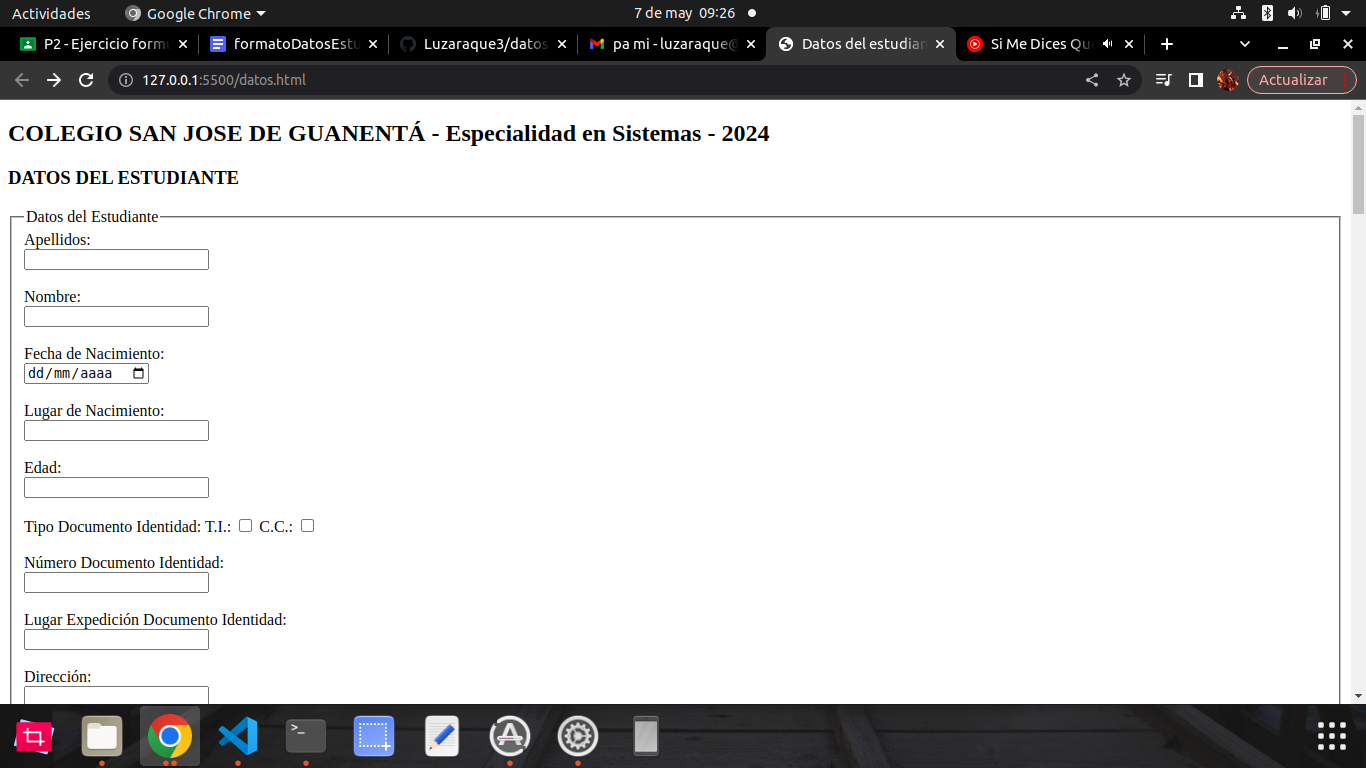 Actividades
Google Chrome
7 de may 09:26
P2 - Ejercicio form
formatoDatosEstu
Luzaraque3/datos
pa mi - luzaraque@
Datos del estudian
Si Me Dices Qu
127.0.0.1:5500/datos.html
Actualizar
COLEGIO SAN JOSE DE GUANENTÁ - Especialidad en Sistemas - 2024
DATOS DEL ESTUDIANTE
Datos del Estudiante
Apellidos:
Nombre:
Fecha de Nacimiento:
dd/mm/aaaa
Lugar de Nacimiento:
Edad:
Tipo Documento Identidad: T.I.: C.C.:
Número Documento Identidad:
Lugar Expedición Documento Identidad:
Dirección: